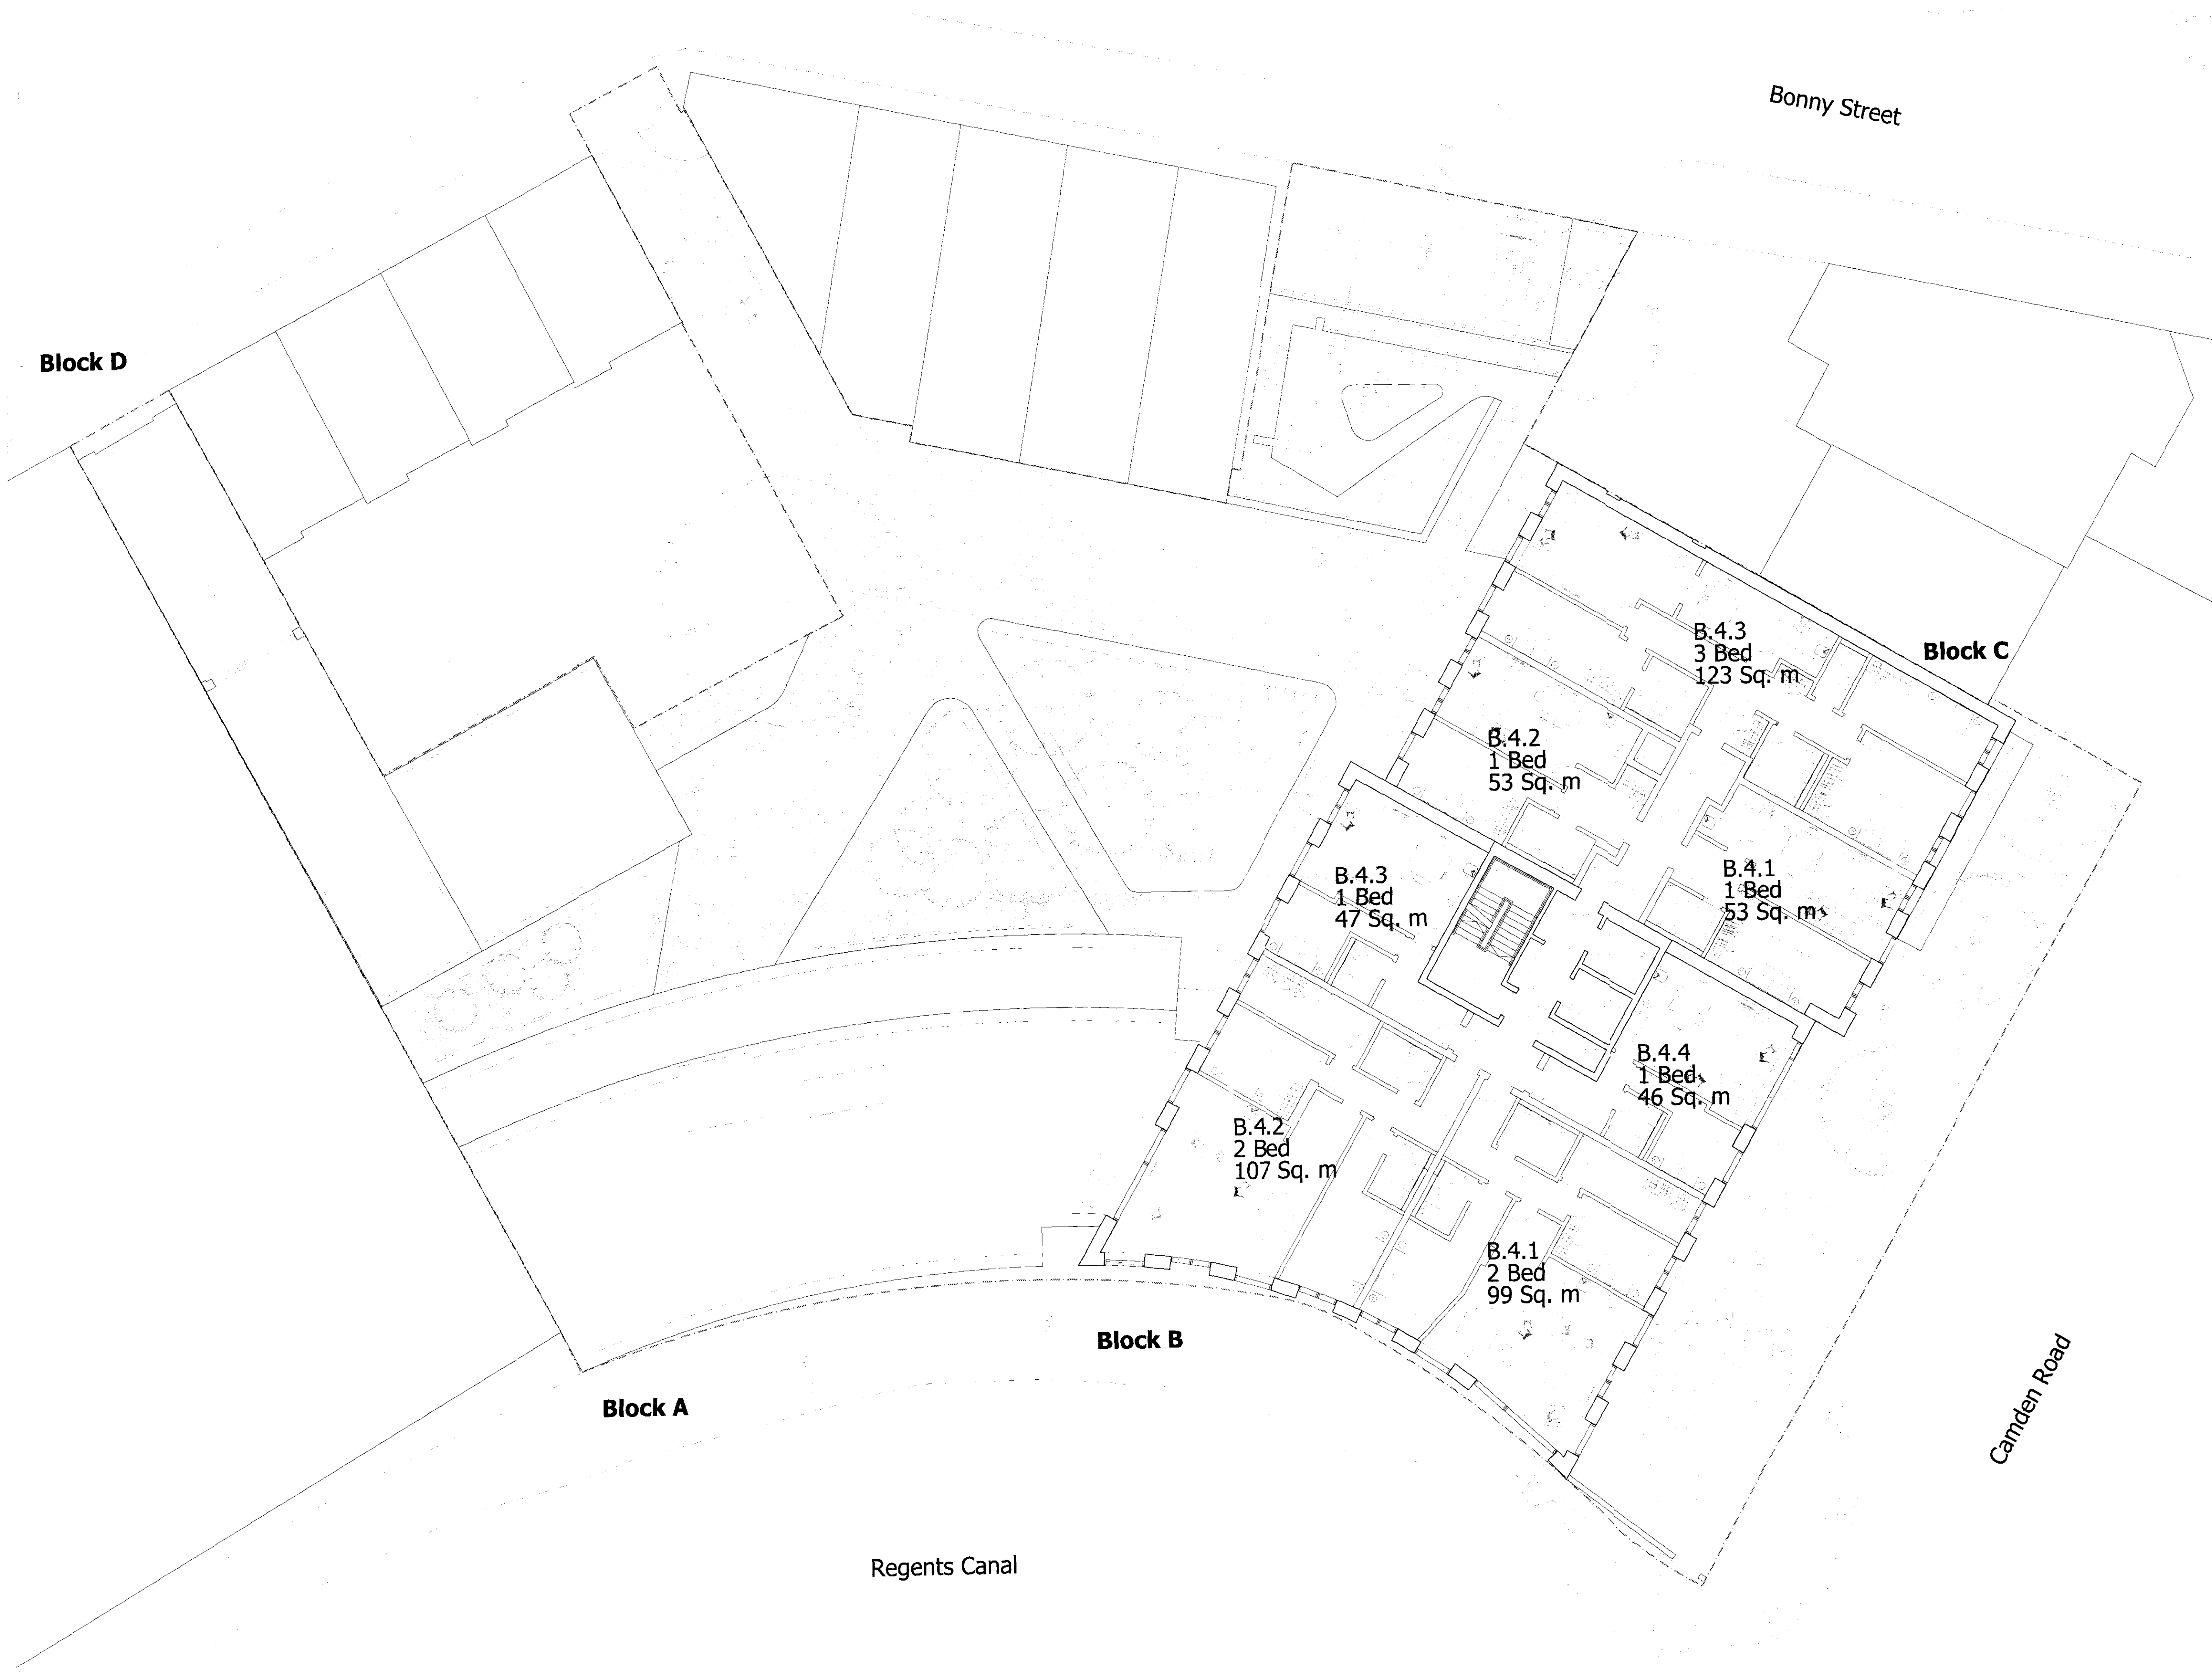 Bonny Street
Block D
B.4.3
3 Bed
123 Sq. m
Block C
B.4.2
1 Bed
53 Sq. m
B.4.3
1 Bed
47 Sq. m
B.4.1
1 Bed
53 Sq. m
B.4.4
1 Bed
46 Sq. m
B.4.2
2 Bed
107 Sq. m
B.4.1
2 Bed
99 Sq. m
Block B
Block A
Camden Road
Regents Canal